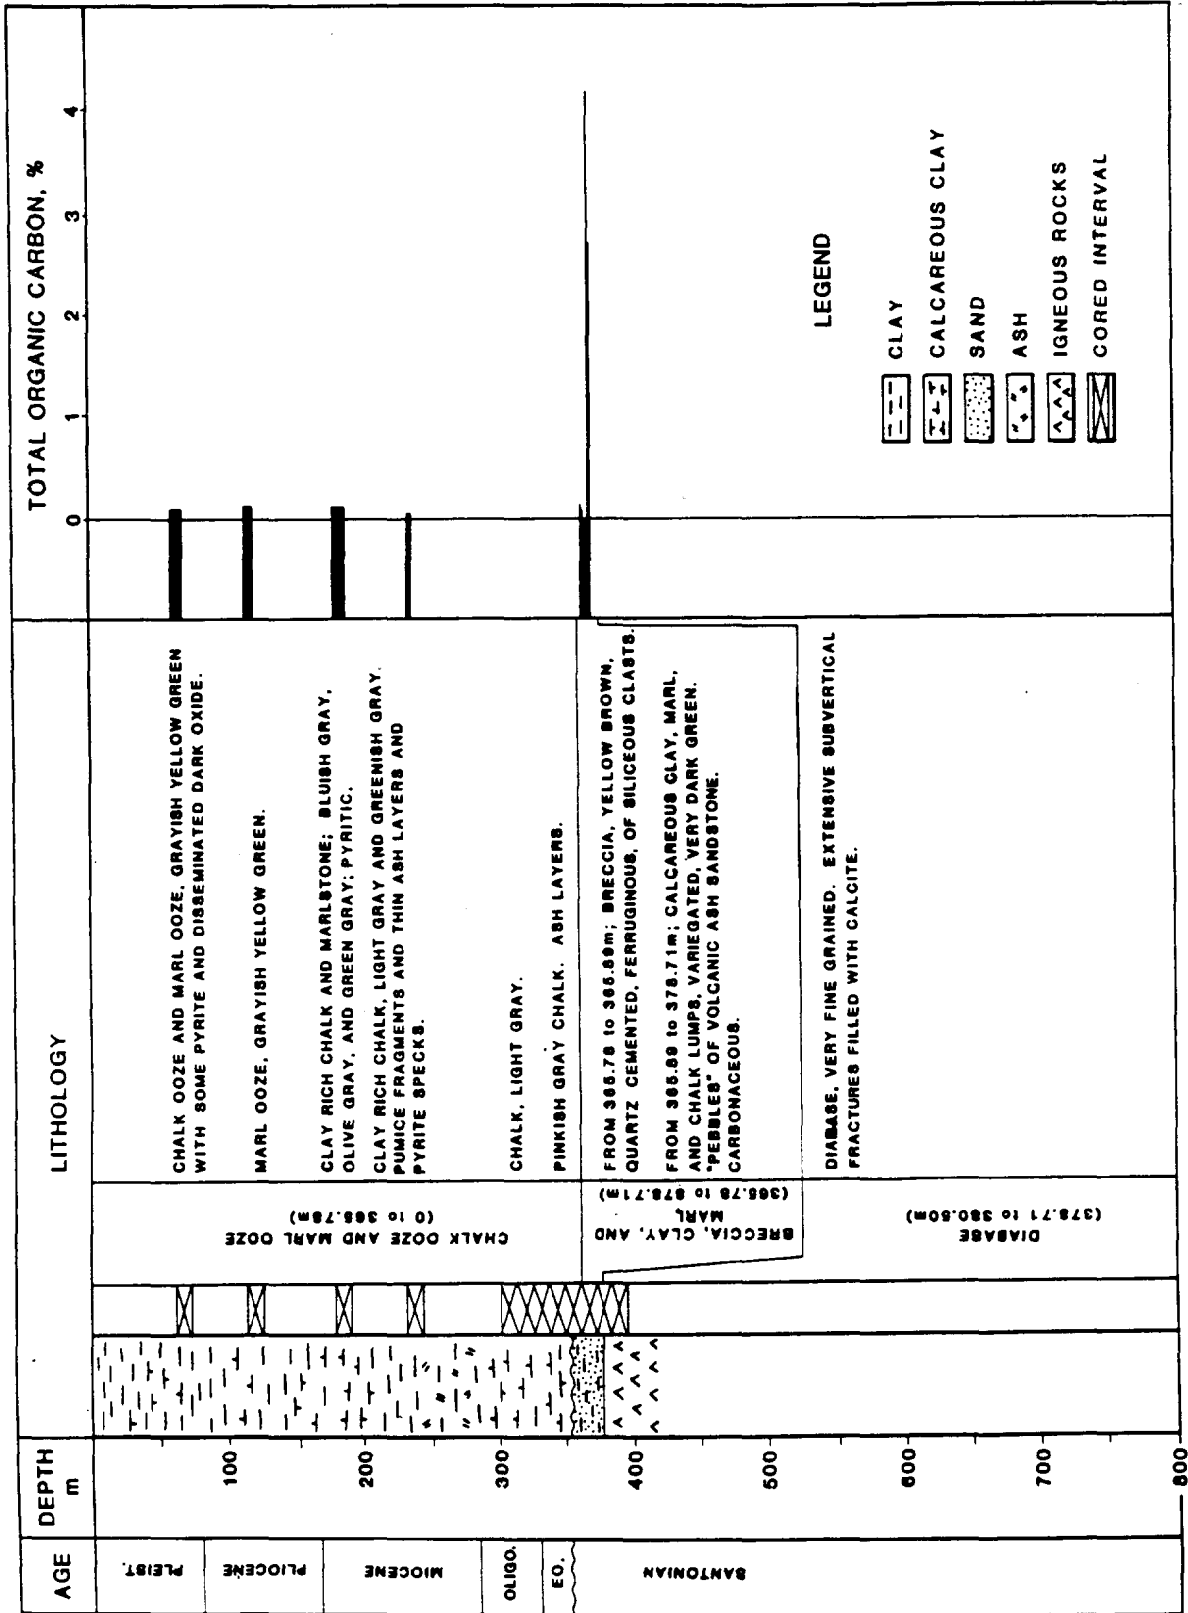 AGE
DEPTH
m
LITHOLOGY
TOTAL ORGANIC CARBON, %
0
1
2
3
4
PLEIST.
PLIOCENE
MIOCENE
OLIGO.
EO.
SANTONIAN
100
200
300
400
500
600
700
800
CHALK OOZE AND MARL OOZE
(0 to 365.78m)
BRECCIA, CLAY, AND
MARL
(365.78 to 378.71m)
DIABASE
(378.71 to 380.50m)
CHALK OOZE AND MARL OOZE, GRAYISH YELLOW GREEN
WITH SOME PYRITE AND DISSEMINATED DARK OXIDE.
MARL OOZE, GRAYISH YELLOW GREEN.
CLAY RICH CHALK AND MARLSTONE; BLUISH GRAY,
OLIVE GRAY, AND GREEN GRAY; PYRITIC.
CLAY RICH CHALK, LIGHT GRAY AND GREENISH GRAY.
PUMICE FRAGMENTS AND THIN ASH LAYERS AND
PYRITE SPECKS.
CHALK, LIGHT GRAY.
PINKISH GRAY CHALK. ASH LAYERS.
FROM 365.78 to 365.89m; BRECCIA, YELLOW BROWN,
QUARTZ CEMENTED, FERRUGINOUS, OF SILICEOUS CLASTS.
FROM 365.89 to 378.71m; CALCAREOUS CLAY, MARL,
AND CHALK LUMPS, VARIEGATED, VERY DARK GREEN.
"PEBBLES" OF VOLCANIC ASH SANDSTONE.
CARBONACEOUS.
DIABASE, VERY FINE GRAINED. EXTENSIVE SUBVERTICAL
FRACTURES FILLED WITH CALCITE.
LEGEND
CLAY
CALCAREOUS CLAY
SAND
ASH
IGNEOUS ROCKS
CORED INTERVAL